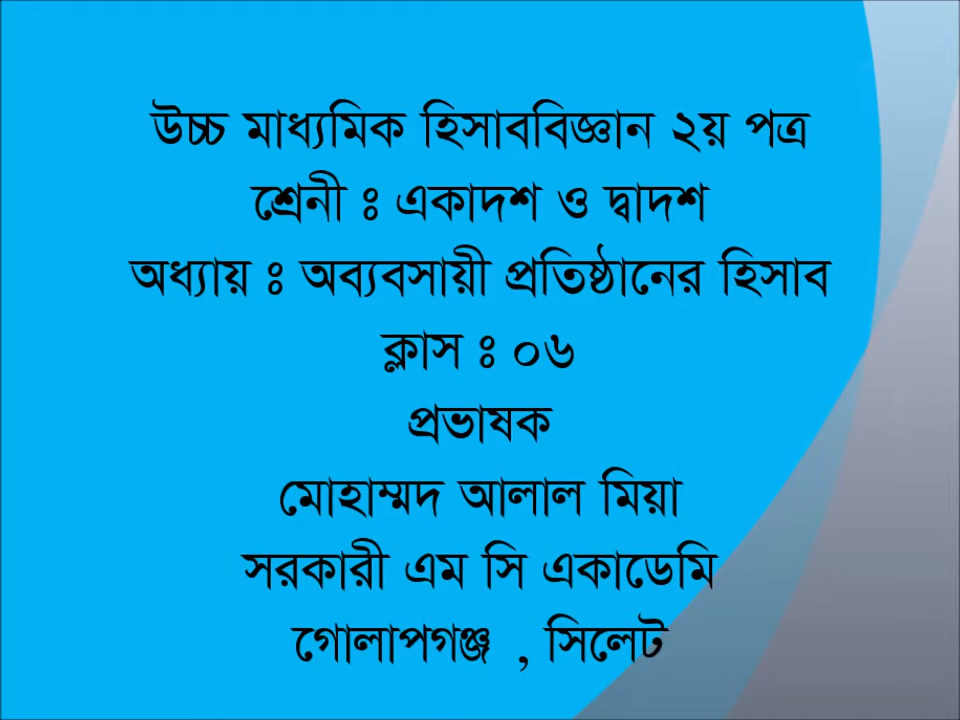 উচ্চ মাধ্যমিক হিসাববিজ্ঞান ২য় পত্র
শ্রেনী ঃ একাদশ ও দ্বাদশ
অধ্যায় ঃ অব্যবসায়ী প্রতিষ্ঠানের হিসাব
ক্লাস ঃ ০৬
প্রভাষক
মোহাম্মদ আলাল মিয়া
সরকারী এম সি একাডেমি
গোলাপগঞ্জ , সিলেট